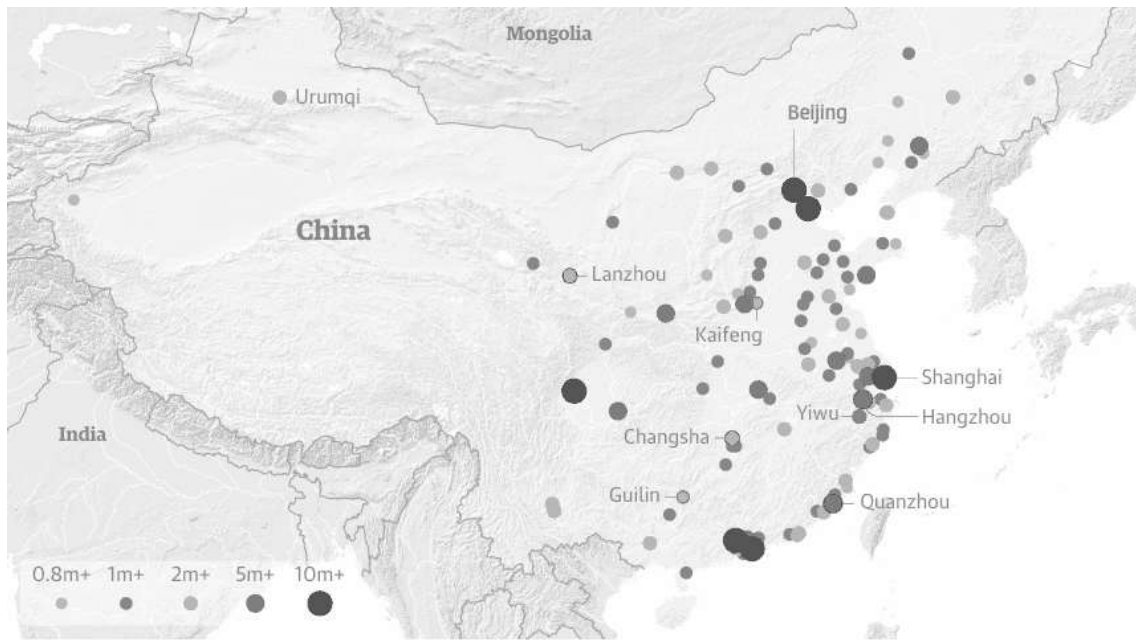 Mongolia
Urumqi
Beijing
China
Lanzhou
Kaifeng
Shanghai
Yiwu
Hangzhou
India
Changsha
Guilin
Quanzhou
0.8m+ 1m+ 2m+ 5m+ 10m+